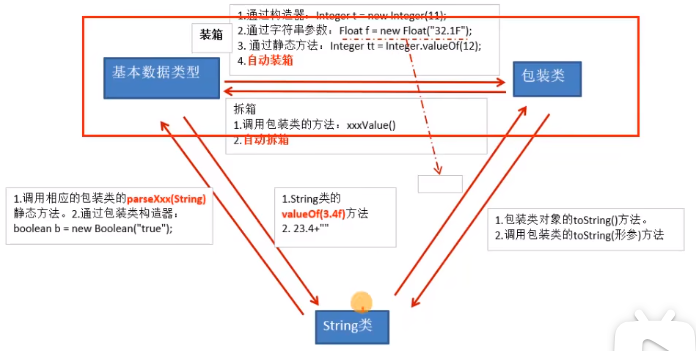 1.通过构造器：Integer t = new Integer(11);
2.通过字符串参数：Float f = new Float("32.1F");
3. 通过静态方法：Integer tt = Integer.valueOf(12);
4.自动装箱
装箱
基本数据类型
包装类
拆箱
1.调用包装类的方法：xxxValue()
2.自动拆箱
1.调用相应的包装类的parseXxx(String)
静态方法。2.通过包装类构造器：
boolean b = new Boolean("true");
1.String类的
valueOf(3.4f)方法
2. 23.4+""
1.包装类对象的toString()方法。
2.调用包装类的toString(形参)方法
String类